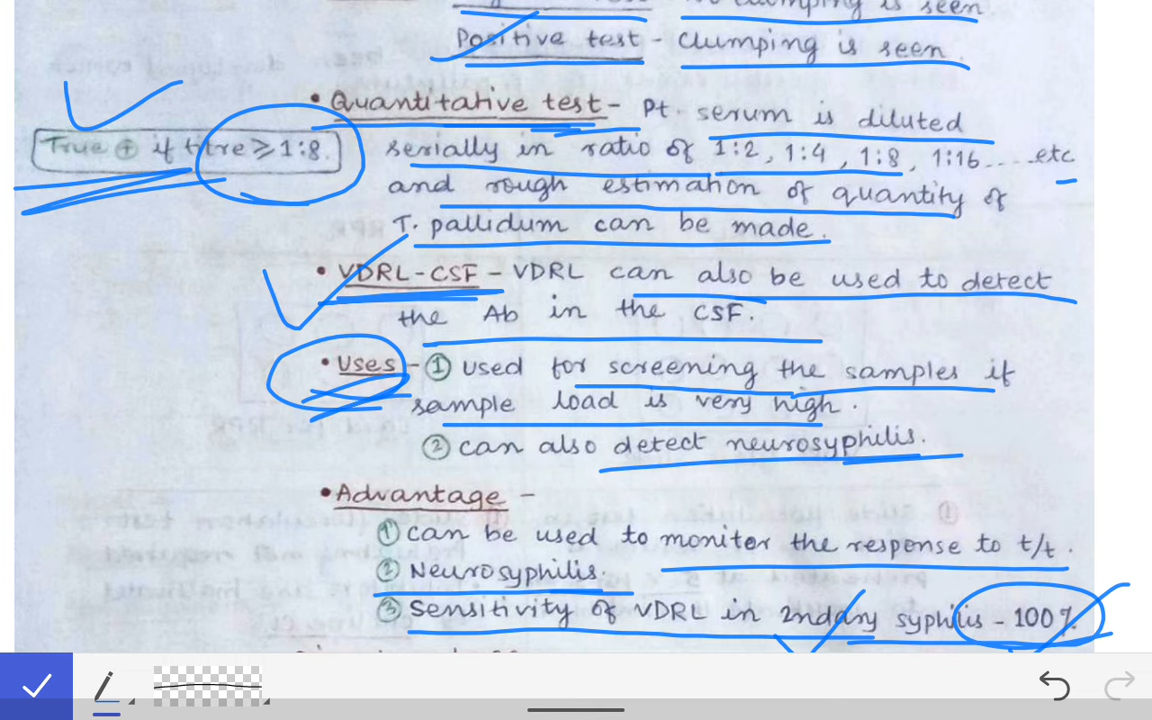 clumping is seen
Positive test - Clumping is seen.
• Quantitative test - Pt. serum is diluted
True ⊕ if titre ≥ 1:8.
serially in ratio of 1:2, 1:4, 1:8, 1:16.....etc
and rough estimation of quantity of
T. pallidum can be made.
• VDRL-CSF - VDRL can also be used to detect
the Ab in the CSF.
• Uses - ① used for screening the samples if
sample load is very high.
② can also detect neurosyphilis.
• Advantage -
① can be used to monitor the response to t/t.
② Neurosyphilis.
③ Sensitivity of VDRL in 2ndary syphilis - 100%